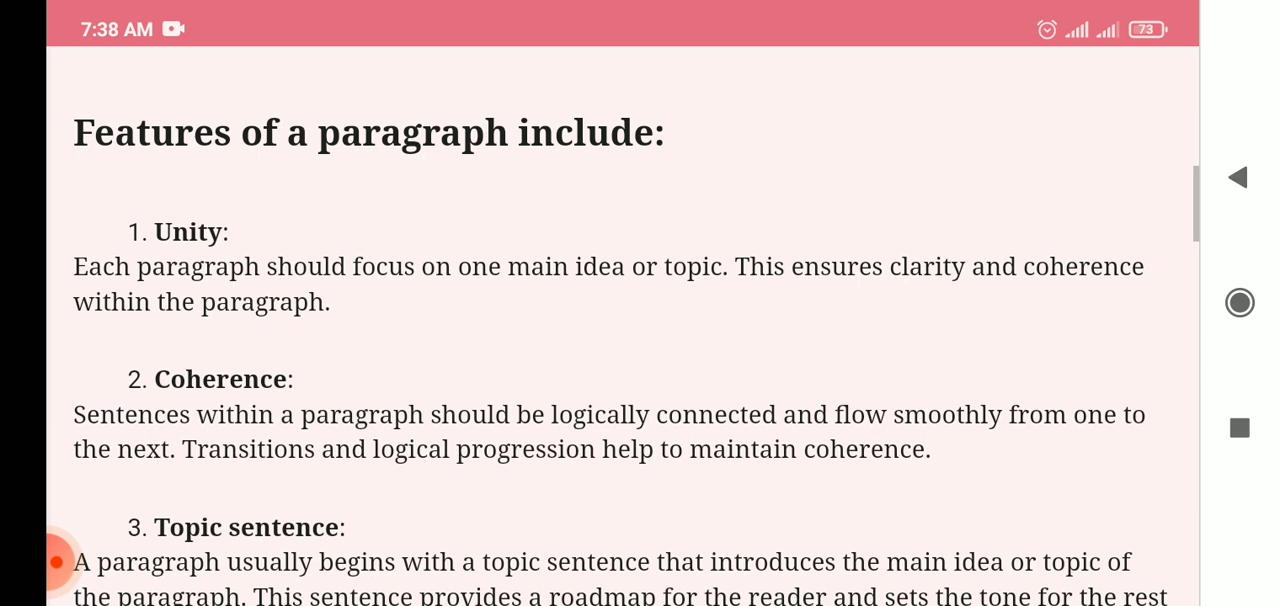 7:38 AM
73
Features of a paragraph include:
1. Unity:
Each paragraph should focus on one main idea or topic. This ensures clarity and coherence
within the paragraph.
2. Coherence:
Sentences within a paragraph should be logically connected and flow smoothly from one to
the next. Transitions and logical progression help to maintain coherence.
3. Topic sentence:
A paragraph usually begins with a topic sentence that introduces the main idea or topic of
the paragraph. This sentence provides a roadmap for the reader and sets the tone for the rest